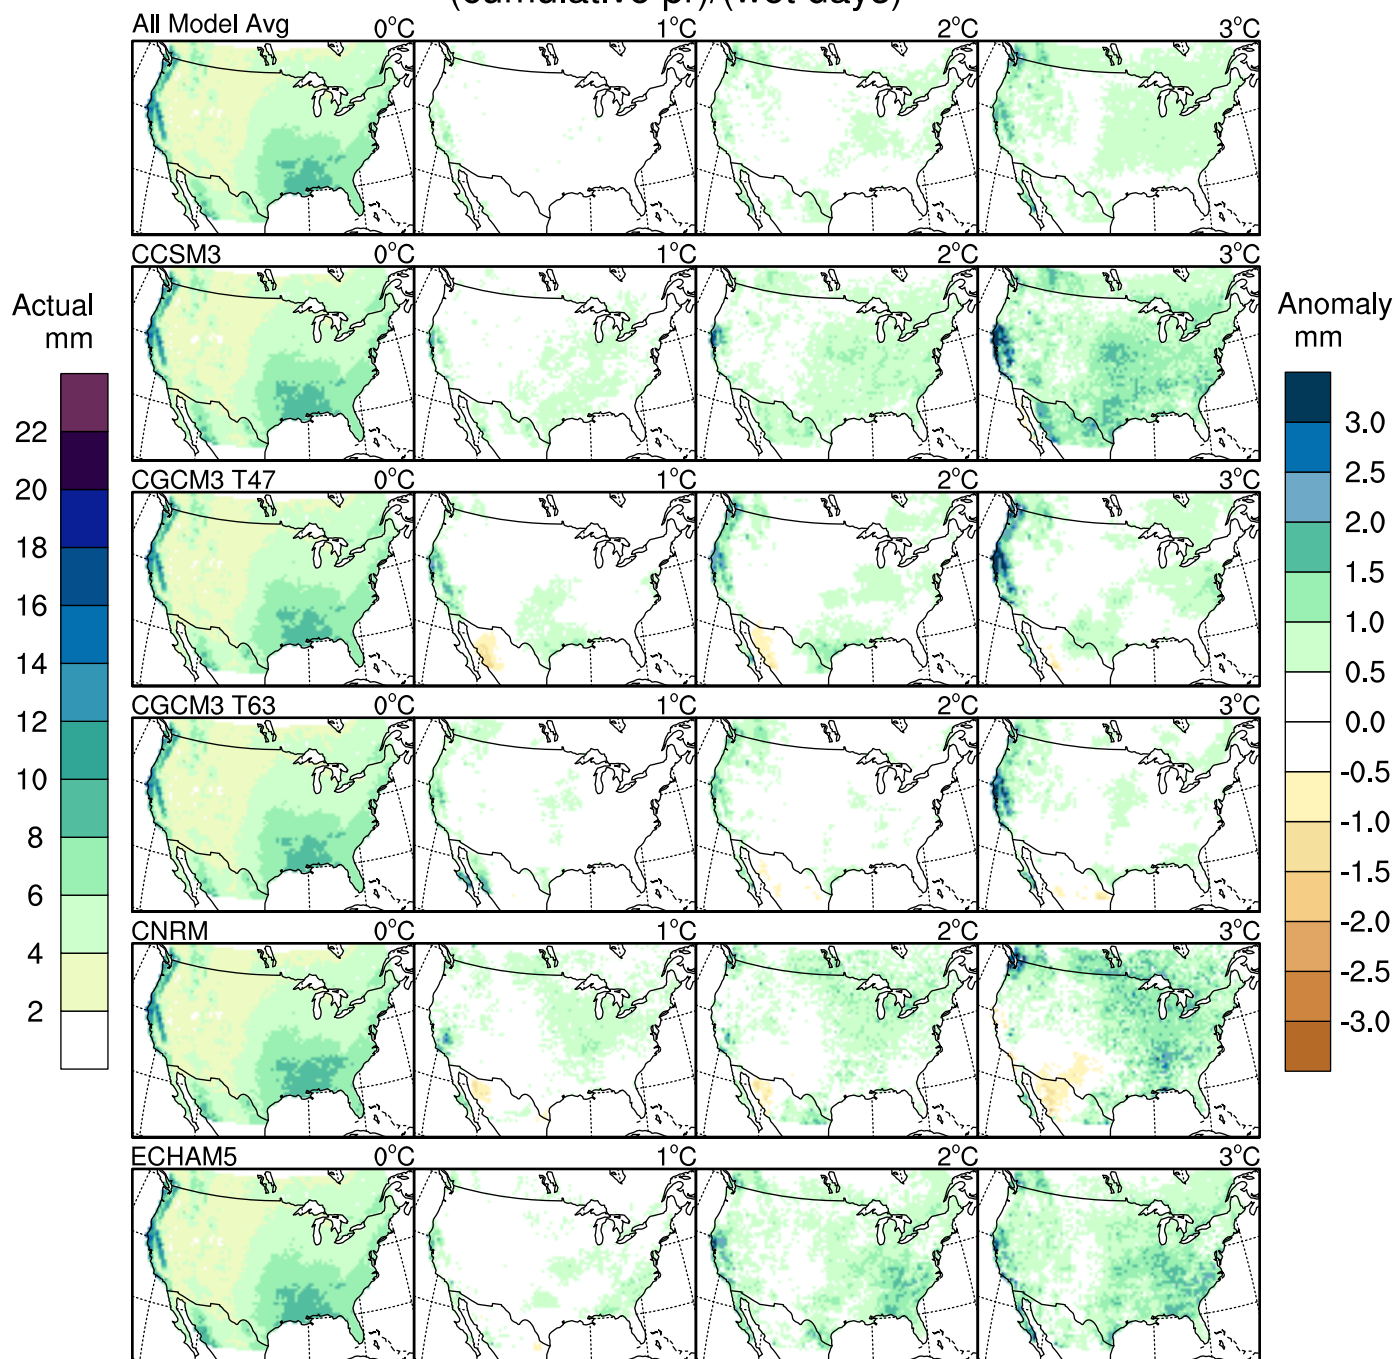 (cumulative pr)/(wet days)
All Model Avg 0°C 1°C 2°C 3°C
CCSM3 0°C 1°C 2°C 3°C
Actual
mm
22
20
18
16
14
12
10
8
6
4
2
Anomaly
mm
3.0
2.5
2.0
1.5
1.0
0.5
0.0
-0.5
-1.0
-1.5
-2.0
-2.5
-3.0
CGCM3 T47 0°C 1°C 2°C 3°C
CGCM3 T63 0°C 1°C 2°C 3°C
CNRM 0°C 1°C 2°C 3°C
ECHAM5 0°C 1°C 2°C 3°C